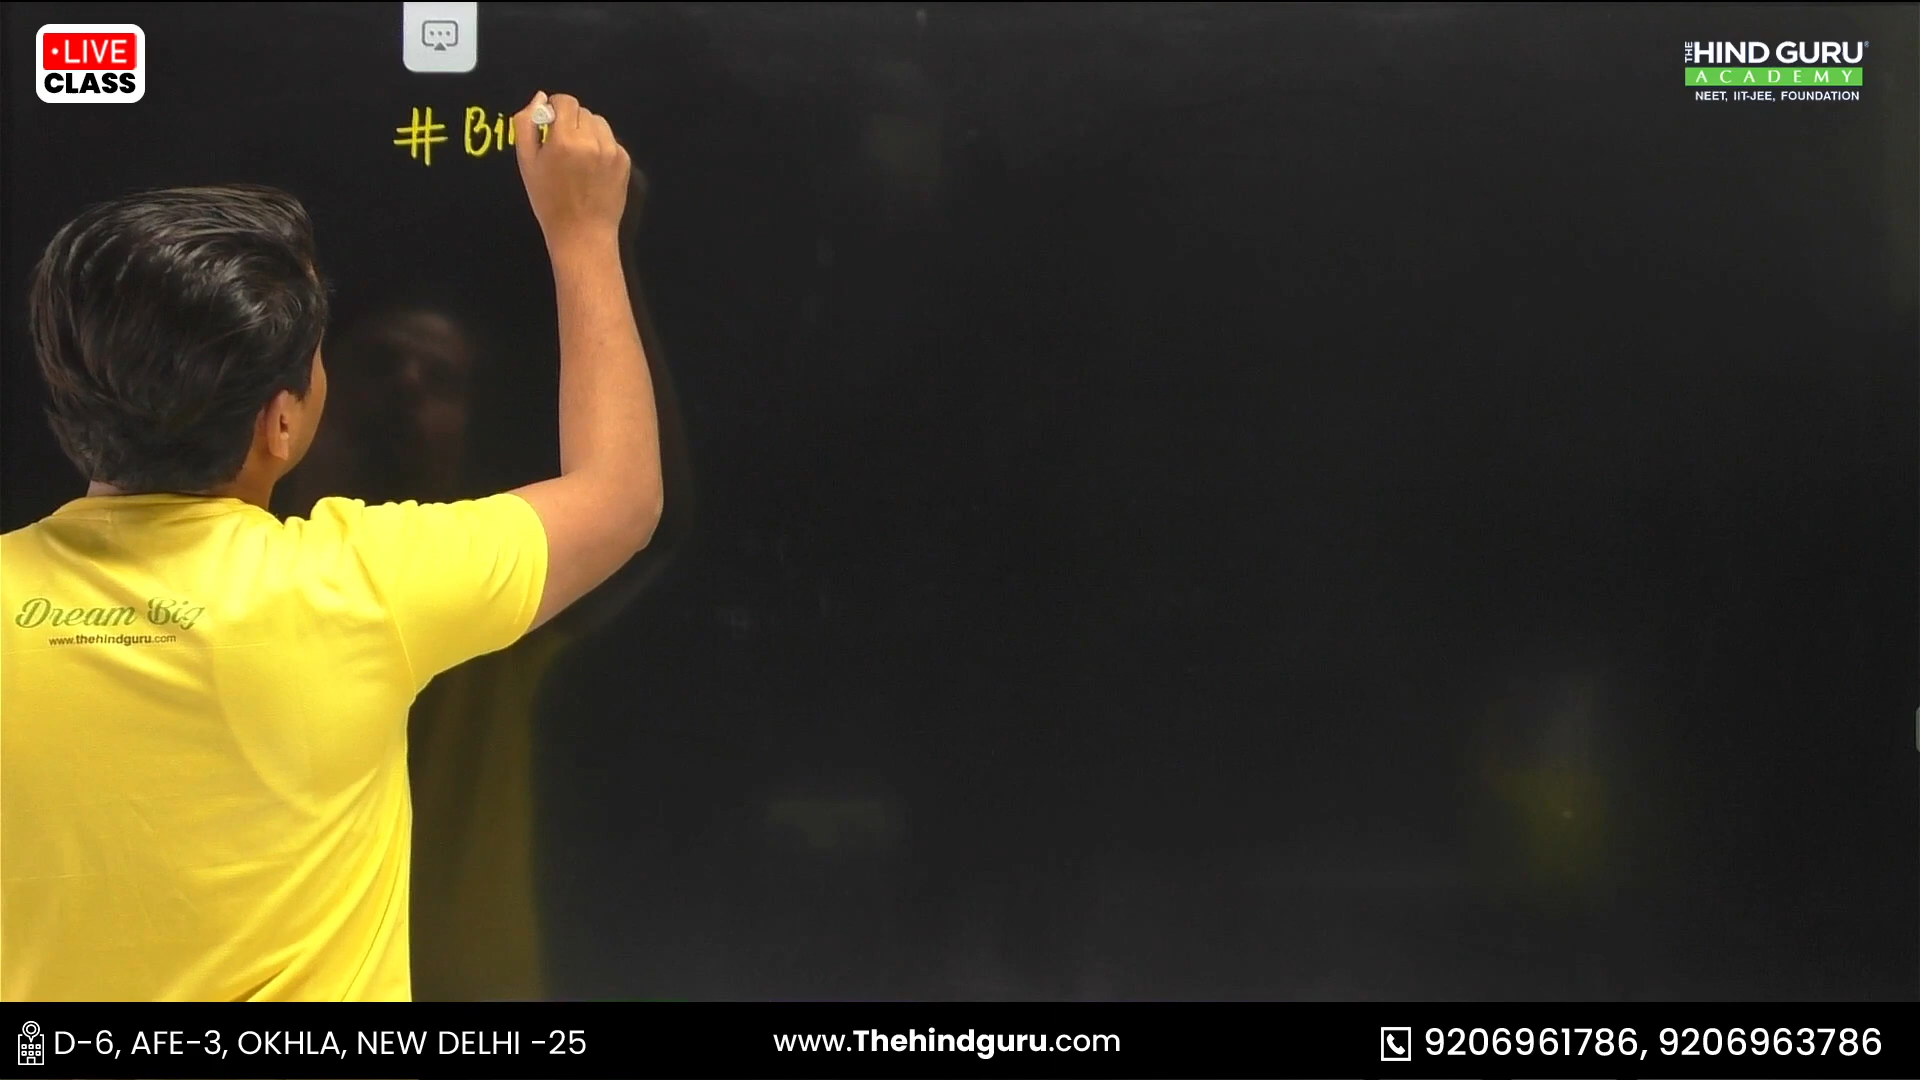 LIVE
CLASS
THE HIND GURU®
ACADEMY
NEET, IIT-JEE, FOUNDATION
#
Dream Big
www.thehindguru.com
D-6, AFE-3, OKHLA, NEW DELHI -25
www.Thehindguru.com
9206961786, 9206963786